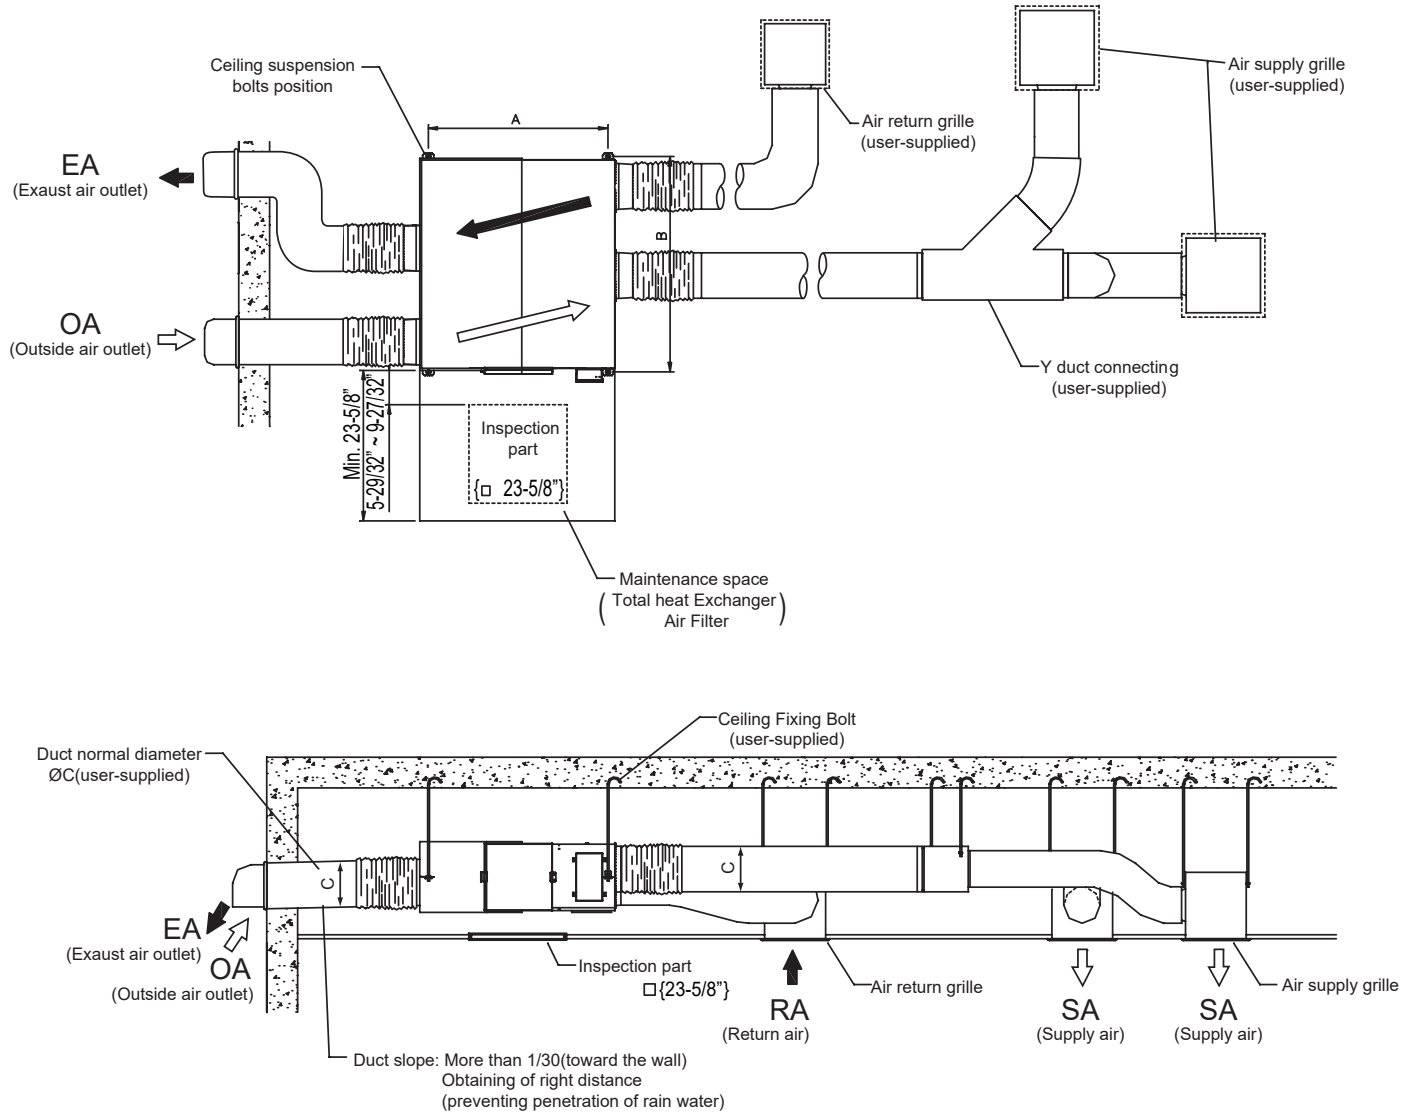 Ceiling suspension
bolts position
A
B
EA
(Exaust air outlet)
OA
(Outside air outlet)
Air return grille
(user-supplied)
Air supply grille
(user-supplied)
Y duct connecting
(user-supplied)
Min. 23-5/8"
5-29/32" ~ 9-27/32"
Inspection
part
{□ 23-5/8"}
Maintenance space
( Total heat Exchanger )
Air Filter
Ceiling Fixing Bolt
(user-supplied)
Duct normal diameter
ØC(user-supplied)
C
C
EA
(Exaust air outlet)
OA
(Outside air outlet)
Inspection part
□{23-5/8"}
RA
(Return air)
Air return grille
SA
(Supply air)
SA
(Supply air)
Air supply grille
Duct slope: More than 1/30(toward the wall)
Obtaining of right distance
(preventing penetration of rain water)